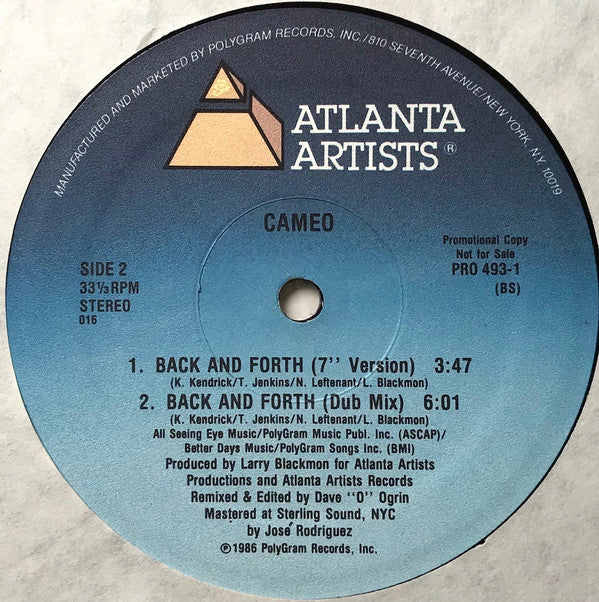 MANUFACTURED AND MARKETED BY POLYGRAM RECORDS, INC./810 SEVENTH AVENUE/NEW YORK, NY. 10019
ATLANTA
ARTISTS®
CAMEO
SIDE 2
33⅓ RPM
STEREO
016
Promotional Copy
Not for Sale
PRO 493-1
(BS)
1. BACK AND FORTH (7'' Version) 3:47
(K. Kendrick/T. Jenkins/N. Leftenant/L. Blackmon)
2. BACK AND FORTH (Dub Mix) 6:01
(K. Kendrick/T. Jenkins/N. Leftenant/L. Blackmon)
All Seeing Eye Music/PolyGram Music Publ. Inc. (ASCAP)/
Better Days Music/PolyGram Songs Inc. (BMI)
Produced by Larry Blackmon for Atlanta Artists
Productions and Atlanta Artists Records
Remixed & Edited by Dave ''O'' Ogrin
Mastered at Sterling Sound, NYC
by José Rodriguez
℗1986 PolyGram Records, Inc.